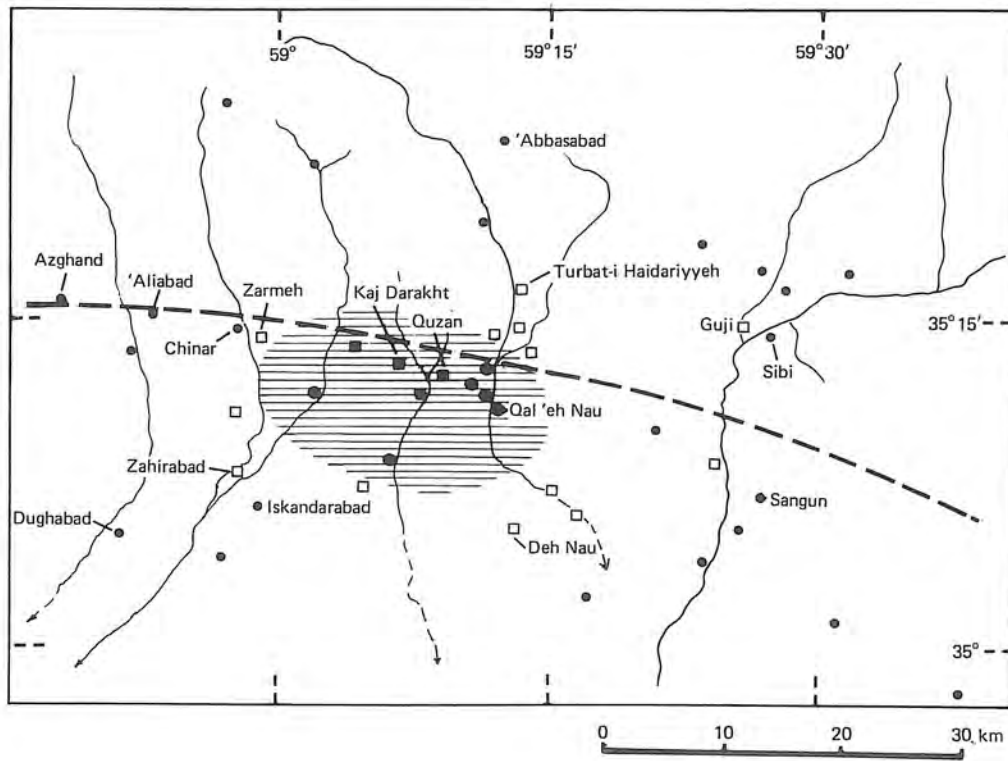 59°
59° 15'
59° 30'
'Abbasabad
Azghand
'Aliabad
Zarmeh
Kaj Darakht
Turbat-i Haidariyyeh
Quzan
Guji
35° 15'
Chinar
Sibi
Qal 'eh Nau
Zahirabad
Iskandarabad
Sangun
Dughabad
Deh Nau
35°
0 10 20 30 km